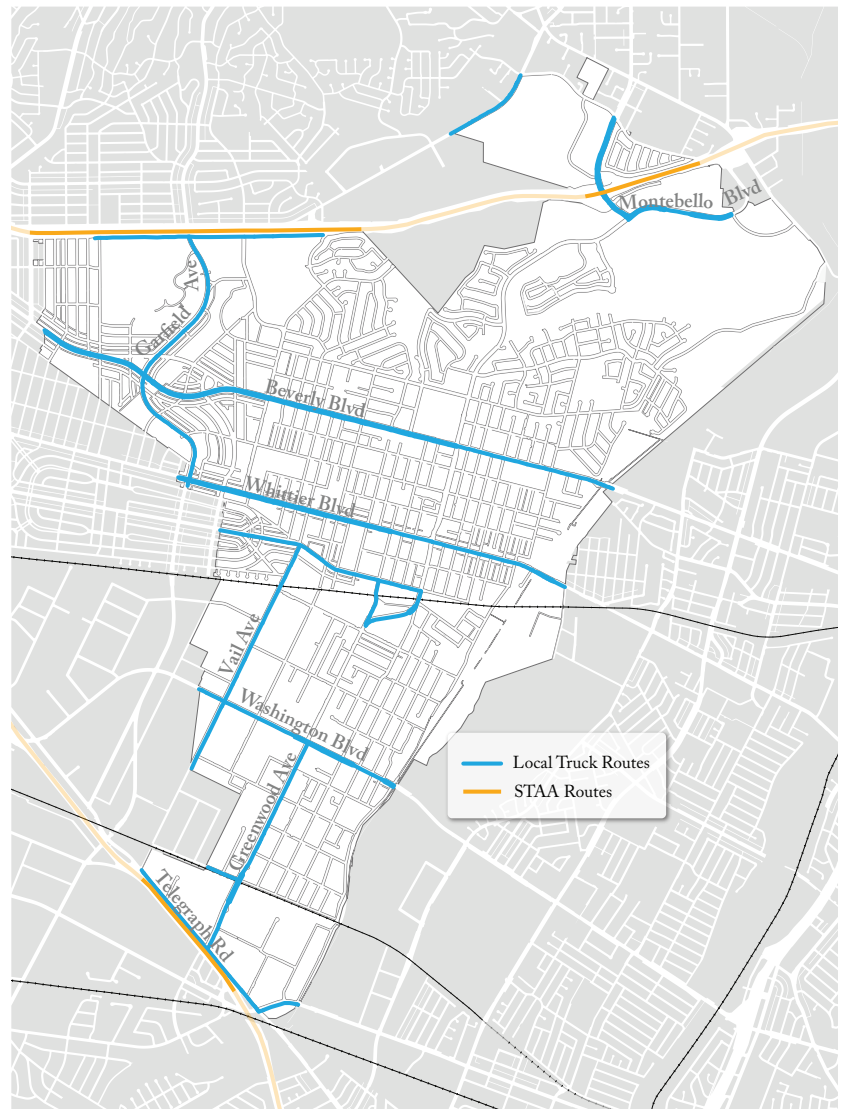 Montebello Blvd
Garfield Ave
Beverly Blvd
Whittier Blvd
Vail Ave
Washington Blvd
Greenwood Ave
Local Truck Routes
STAA Routes
Telegraph Rd